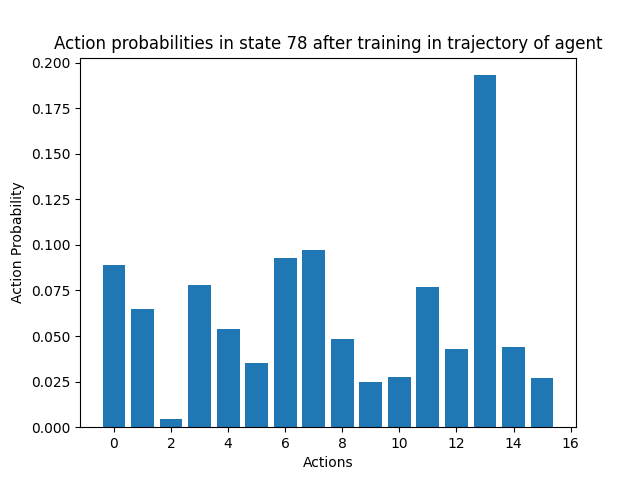 Action probabilities in state 78 after training in trajectory of agent
0.200
0.175
0.150
0.125
0.100
0.075
0.050
0.025
0.000
Action Probability
0 2 4 6 8 10 12 14 16
Actions